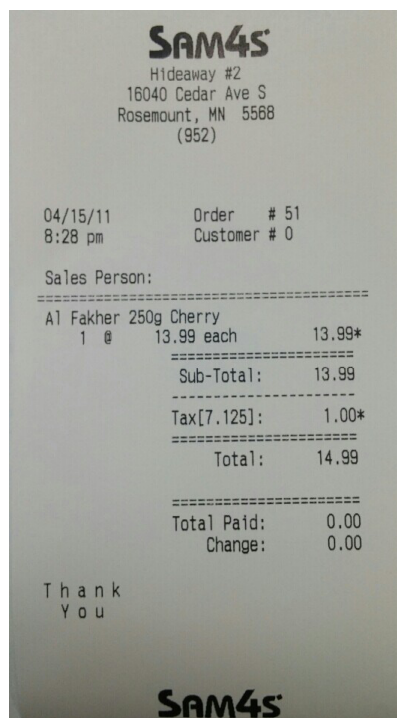 SAM4S
Hideaway #2
16040 Cedar Ave S
Rosemount, MN 5568
(952)
04/15/11 Order # 51
8:28 pm Customer # 0
Sales Person:
========================================
Al Fakher 250g Cherry
1 @ 13.99 each 13.99*
======================
Sub-Total: 13.99
----------------------
Tax[7.125]: 1.00*
======================
Total: 14.99
======================
Total Paid: 0.00
Change: 0.00
Thank
You
SAM4S